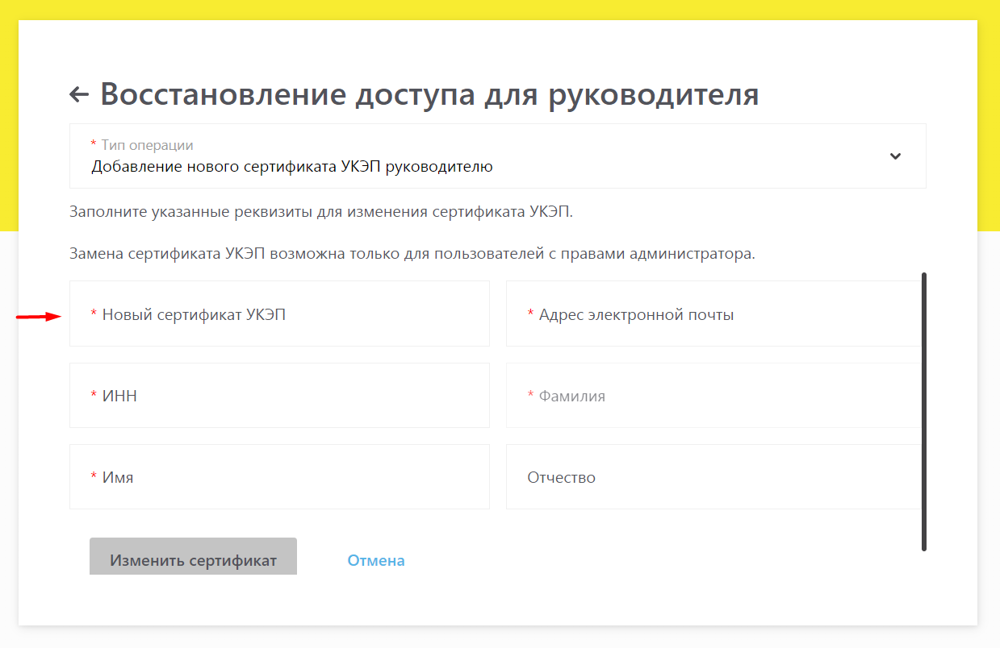 Восстановление доступа для руководителя
* Тип операции
Добавление нового сертификата УКЭП руководителю
Заполните указанные реквизиты для изменения сертификата УКЭП.
Замена сертификата УКЭП возможна только для пользователей с правами администратора.
* Новый сертификат УКЭП
* Адрес электронной почты
* ИНН
* Фамилия
* Имя
Отчество
Изменить сертификат
Отмена